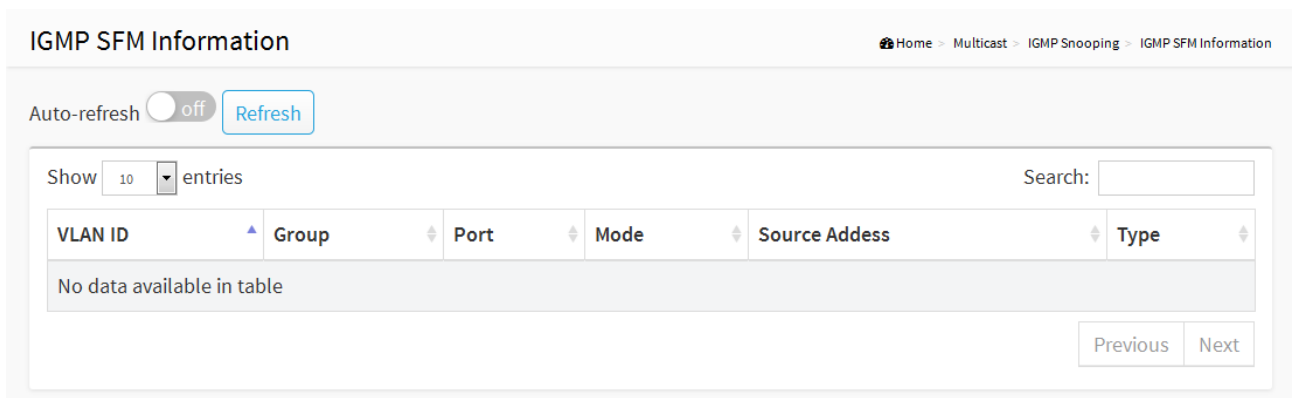 IGMP SFM Information
Home > Multicast > IGMP Snooping > IGMP SFM Information
Auto-refresh off Refresh
Show 10 entries Search:
VLAN ID Group Port Mode Source Addess Type
No data available in table
Previous Next